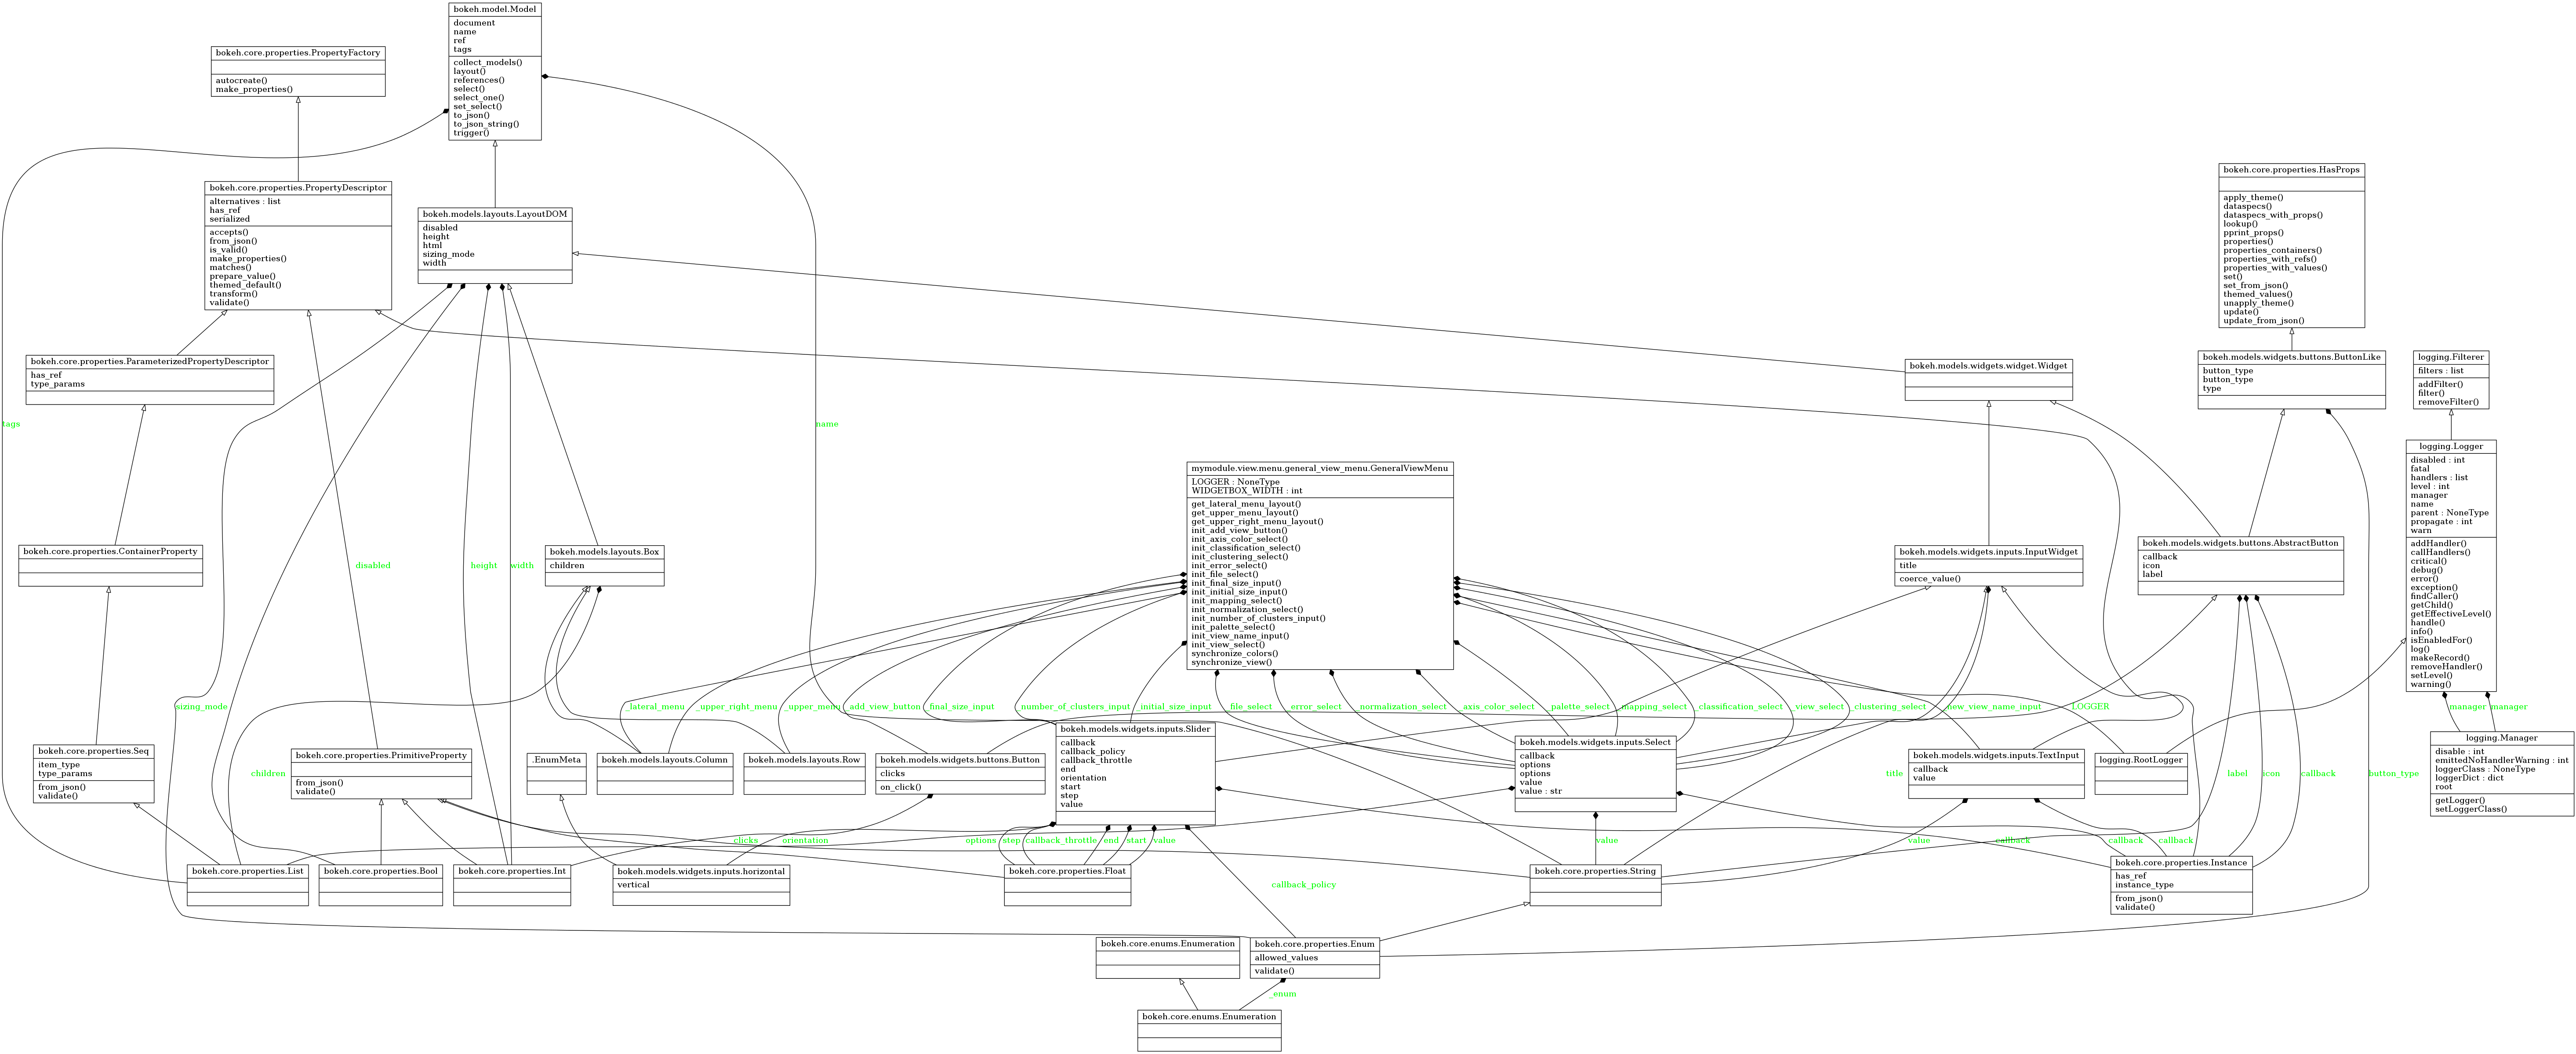 bokeh.model.Model
document
name
ref
tags
collect_models()
layout()
references()
select()
select_one()
set_select()
to_json()
to_json_string()
trigger()
bokeh.core.properties.PropertyFactory
autocreate()
make_properties()
bokeh.core.properties.PropertyDescriptor
alternatives : list
has_ref
serialized
accepts()
from_json()
is_valid()
make_properties()
matches()
prepare_value()
themed_default()
transform()
validate()
bokeh.models.layouts.LayoutDOM
disabled
height
html
sizing_mode
width
bokeh.core.properties.HasProps
apply_theme()
dataspecs()
dataspecs_with_props()
lookup()
pprint_props()
properties()
properties_containers()
properties_with_refs()
properties_with_values()
set()
set_from_json()
themed_values()
unapply_theme()
update()
update_from_json()
bokeh.core.properties.ParameterizedPropertyDescriptor
has_ref
type_params
bokeh.models.widgets.widget.Widget
bokeh.models.widgets.buttons.ButtonLike
button_type
button_type
type
logging.Filterer
filters : list
addFilter()
filter()
removeFilter()
tags
name
mymodule.view.menu.general_view_menu.GeneralViewMenu
LOGGER : NoneType
WIDGETBOX_WIDTH : int
get_lateral_menu_layout()
get_upper_menu_layout()
get_upper_right_menu_layout()
init_add_view_button()
init_axis_color_select()
init_classification_select()
init_clustering_select()
init_error_select()
init_file_select()
init_final_size_input()
init_initial_size_input()
init_mapping_select()
init_normalization_select()
init_number_of_clusters_input()
init_palette_select()
init_view_name_input()
init_view_select()
synchronize_colors()
synchronize_view()
logging.Logger
disabled : int
fatal
handlers : list
level : int
manager
name
parent : NoneType
propagate : int
warn
addHandler()
callHandlers()
critical()
debug()
error()
exception()
findCaller()
getChild()
getEffectiveLevel()
handle()
info()
isEnabledFor()
log()
makeRecord()
removeHandler()
setLevel()
warning()
bokeh.core.properties.ContainerProperty
disabled
height
width
bokeh.models.layouts.Box
children
bokeh.models.widgets.inputs.InputWidget
title
coerce_value()
bokeh.models.widgets.buttons.AbstractButton
callback
icon
label
sizing_mode
_lateral_menu
_upper_right_menu
_upper_menu
_add_view_button
_final_size_input
_number_of_clusters_input
_initial_size_input
_file_select
_error_select
_normalization_select
_axis_color_select
_palette_select
_mapping_select
_classification_select
_view_select
_clustering_select
_new_view_name_input
LOGGER
manager
manager
bokeh.core.properties.Seq
item_type
type_params
from_json()
validate()
children
bokeh.core.properties.PrimitiveProperty
from_json()
validate()
.EnumMeta
bokeh.models.layouts.Column
bokeh.models.layouts.Row
bokeh.models.widgets.buttons.Button
clicks
on_click()
bokeh.models.widgets.inputs.Slider
callback
callback_policy
callback_throttle
end
orientation
start
step
value
bokeh.models.widgets.inputs.Select
callback
options
options
value
value : str
title
bokeh.models.widgets.inputs.TextInput
callback
value
logging.RootLogger
label
icon
callback
button_type
logging.Manager
disable : int
emittedNoHandlerWarning : int
loggerClass : NoneType
loggerDict : dict
root
getLogger()
setLoggerClass()
clicks
orientation
options
step
callback_throttle
end
start
value
value
value
callback
callback
callback
bokeh.core.properties.List
bokeh.core.properties.Bool
bokeh.core.properties.Int
bokeh.models.widgets.inputs.horizontal
vertical
bokeh.core.properties.Float
callback_policy
bokeh.core.properties.String
bokeh.core.properties.Instance
has_ref
instance_type
from_json()
validate()
bokeh.core.enums.Enumeration
bokeh.core.properties.Enum
allowed_values
validate()
_enum
bokeh.core.enums.Enumeration